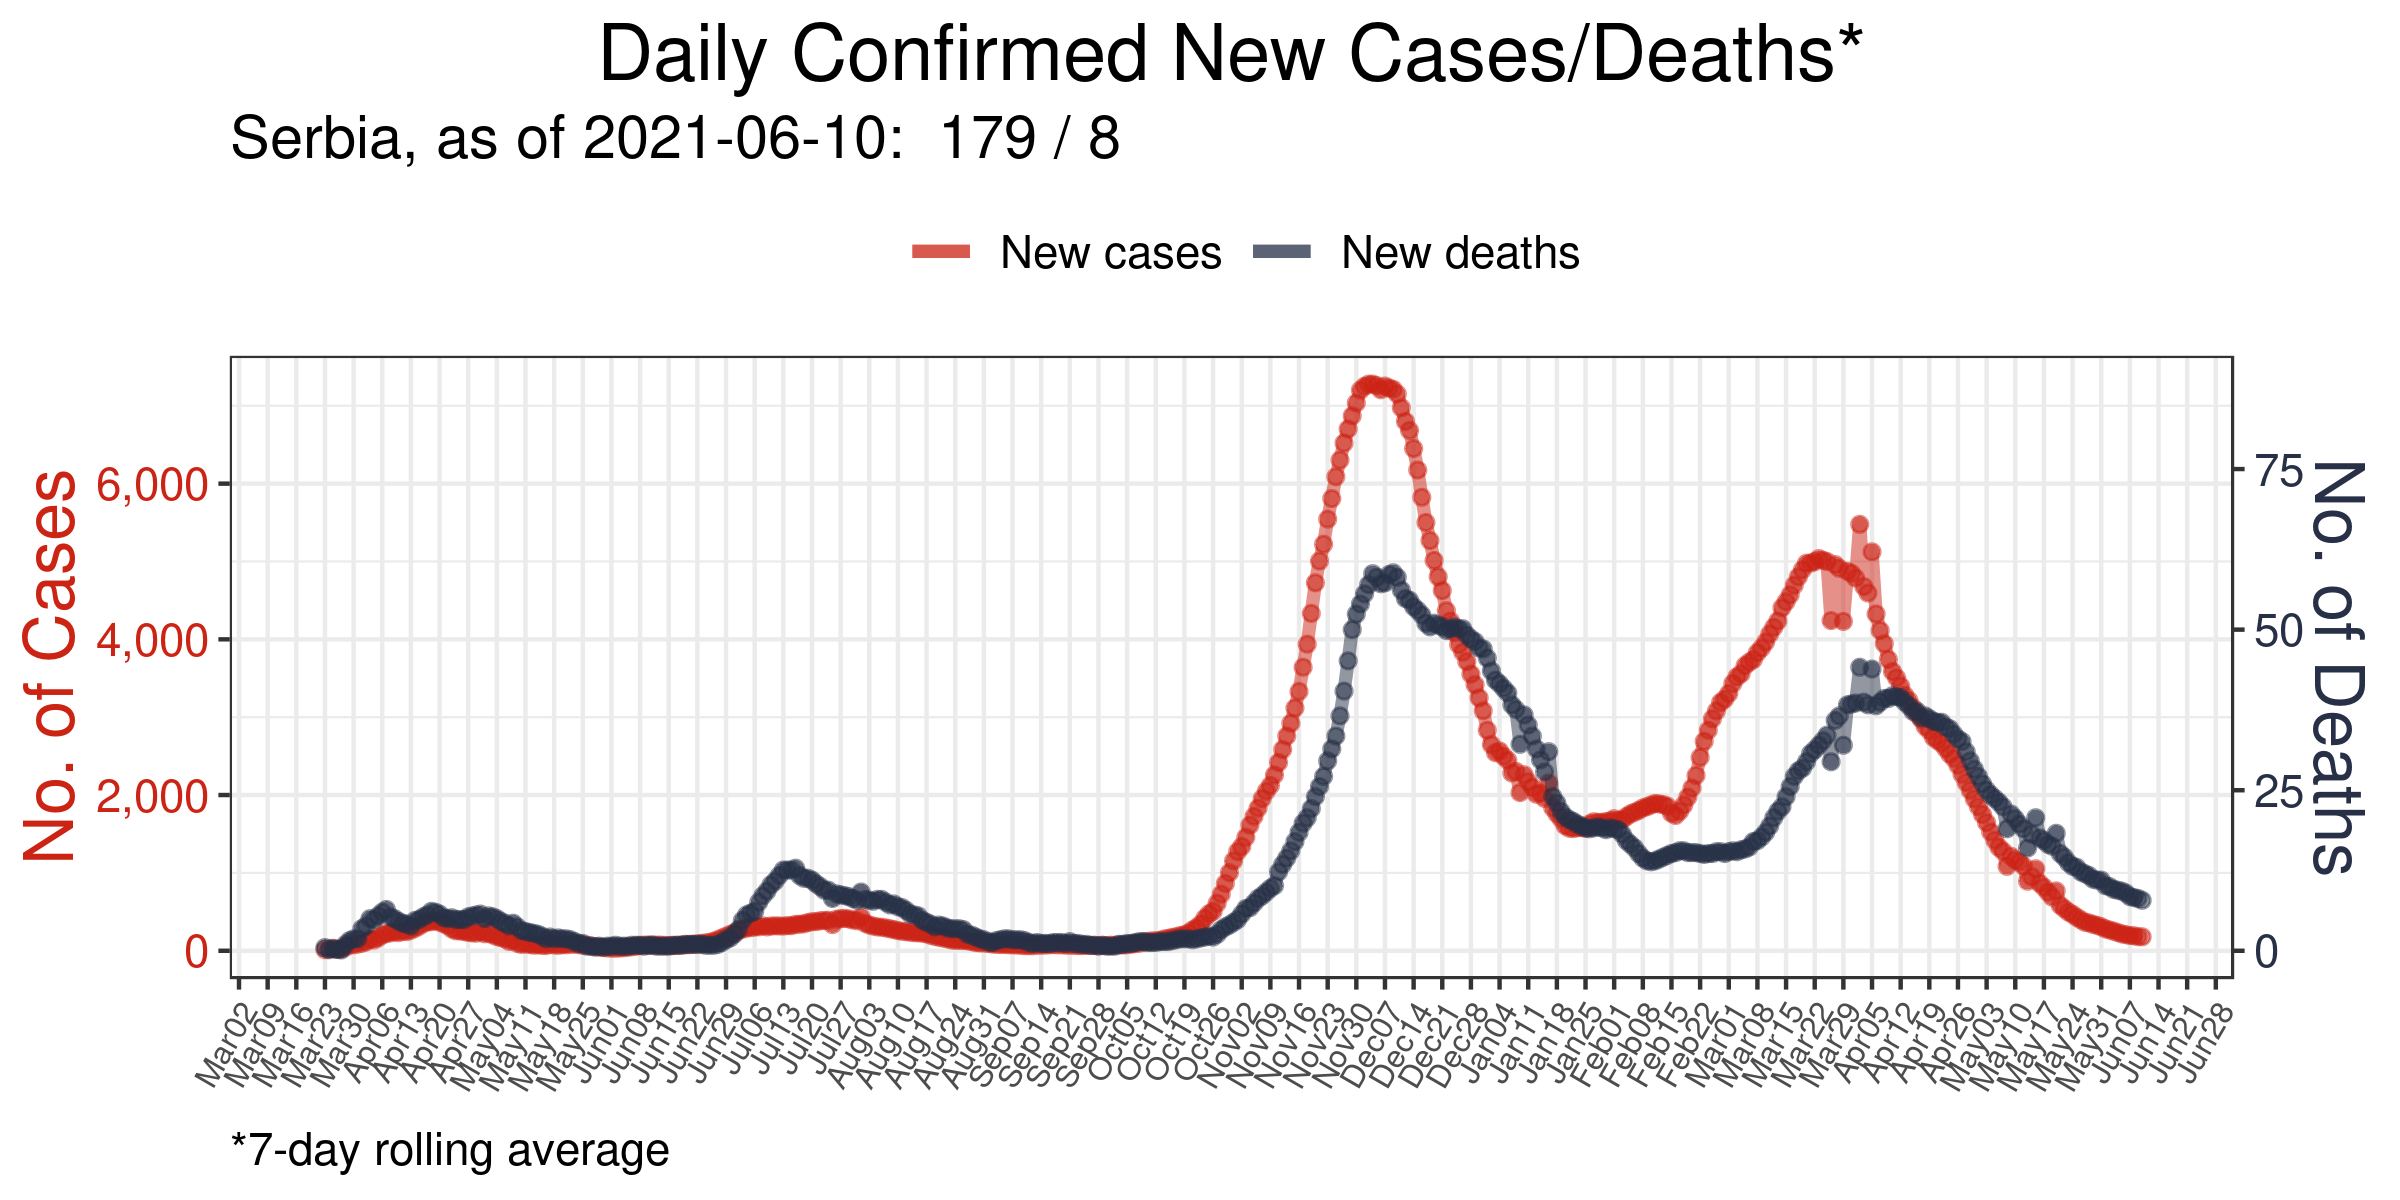 Daily Confirmed New Cases/Deaths*
Serbia, as of 2021-06-10:  179 / 8
New cases
New deaths
No. of Cases
6,000
4,000
2,000
0
75
50
25
0
No. of Deaths
Mar02
Mar09
Mar16
Mar23
Mar30
Apr06
Apr13
Apr20
Apr27
May04
May11
May18
May25
Jun01
Jun08
Jun15
Jun22
Jun29
Jul06
Jul13
Jul20
Jul27
Aug03
Aug10
Aug17
Aug24
Aug31
Sep07
Sep14
Sep21
Sep28
Oct05
Oct12
Oct19
Oct26
Nov02
Nov09
Nov16
Nov23
Nov30
Dec07
Dec14
Dec21
Dec28
Jan04
Jan11
Jan18
Jan25
Feb01
Feb08
Feb15
Feb22
Mar01
Mar08
Mar15
Mar22
Mar29
Apr05
Apr12
Apr19
Apr26
May03
May10
May17
May24
May31
Jun07
Jun14
Jun21
Jun28
*7-day rolling average